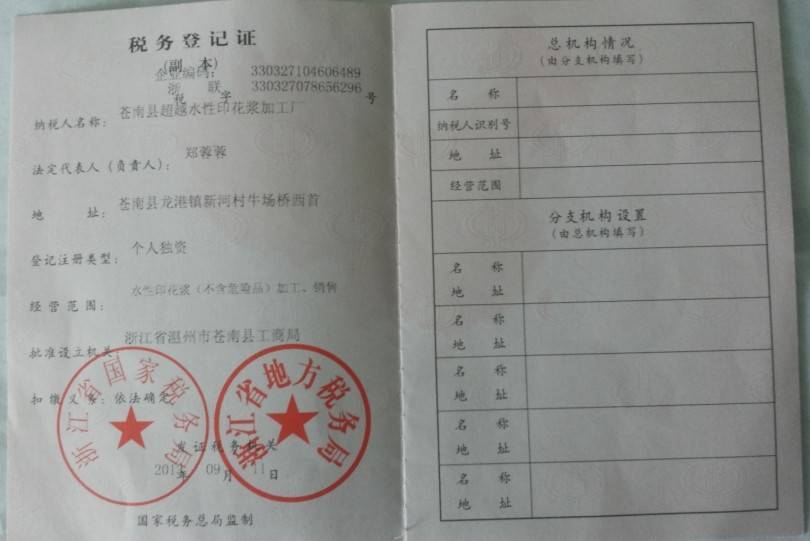 税务登记证
(副 本)
企业编码： 330327104606489
浙 联 330327078656296
税 字 号
纳税人名称： 苍南县超越水性印花浆加工厂
法定代表人（负责人）： 郑蓉蓉
地 址： 苍南县龙港镇新河村牛场桥西首
登记注册类型： 个人独资
经营范围： 水性印花浆（不含危险品）加工、销售
批准设立机关： 浙江省温州市苍南县工商局
扣缴义务：依法确定
浙江省国家税务局
浙江省地方税务局
发证税务机关
年09月11日
国家税务总局监制
总机构情况
(由分支机构填写)
名 称
纳税人识别号
地 址
经营范围
分支机构设置
(由总机构填写)
名 称
地 址
名 称
地 址
名 称
地 址
名 称
地 址
名 称
地 址